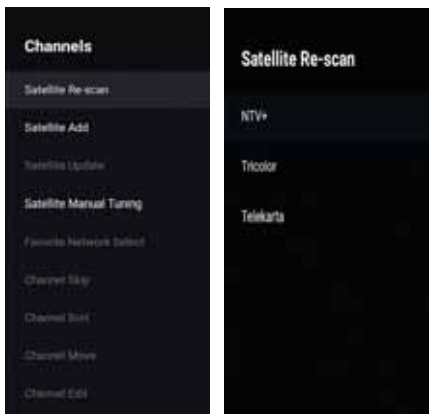 Channels
Satellite Re-scan
Satellite Add
Satellite Update
Satellite Manual Tuning
Favorite Network Select
Channel Skip
Channel Sort
Channel Move
Channel Edit
Satellite Re-scan
NTV+
Tricolor
Telekarta